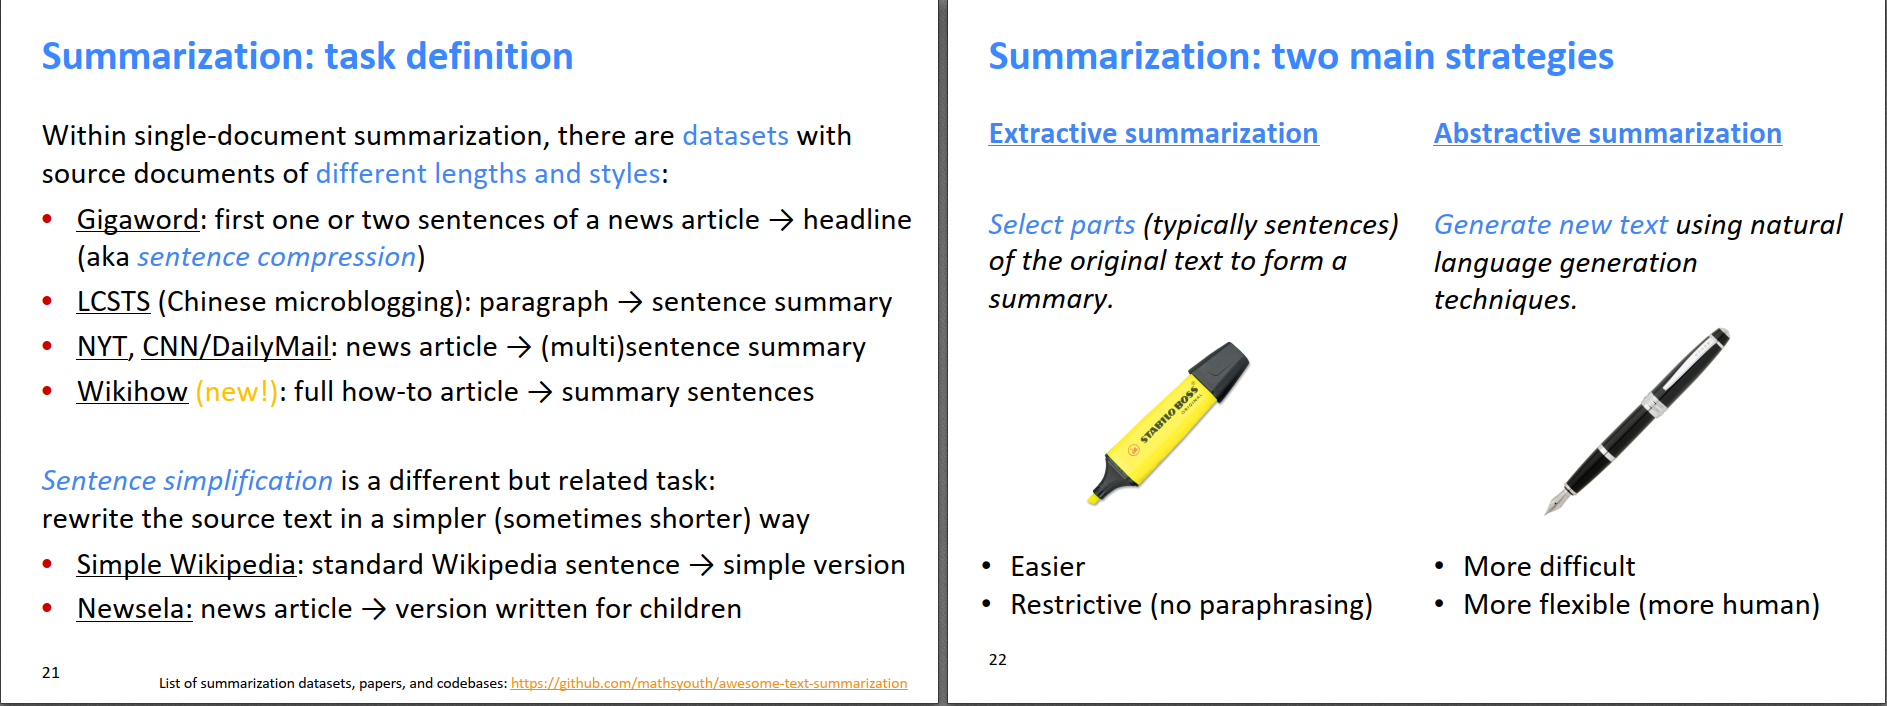 Summarization: task definition
Within single-document summarization, there are datasets with
source documents of different lengths and styles:
• Gigaword: first one or two sentences of a news article → headline
(aka sentence compression)
• LCSTS (Chinese microblogging): paragraph → sentence summary
• NYT, CNN/DailyMail: news article → (multi)sentence summary
• Wikihow (new!): full how-to article → summary sentences
Sentence simplification is a different but related task:
rewrite the source text in a simpler (sometimes shorter) way
• Simple Wikipedia: standard Wikipedia sentence → simple version
• Newsela: news article → version written for children
21
List of summarization datasets, papers, and codebases: https://github.com/mathsyouth/awesome-text-summarization
Summarization: two main strategies
Extractive summarization
Select parts (typically sentences)
of the original text to form a
summary.
STABILO BOSS
ORIGINAL
• Easier
• Restrictive (no paraphrasing)
Abstractive summarization
Generate new text using natural
language generation
techniques.
• More difficult
• More flexible (more human)
22